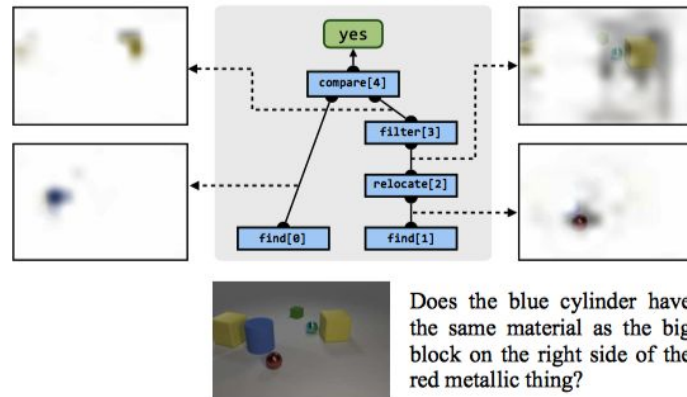 yes
compare[4]
filter[3]
relocate[2]
find[0] find[1]
Does the blue cylinder have
the same material as the big
block on the right side of the
red metallic thing?